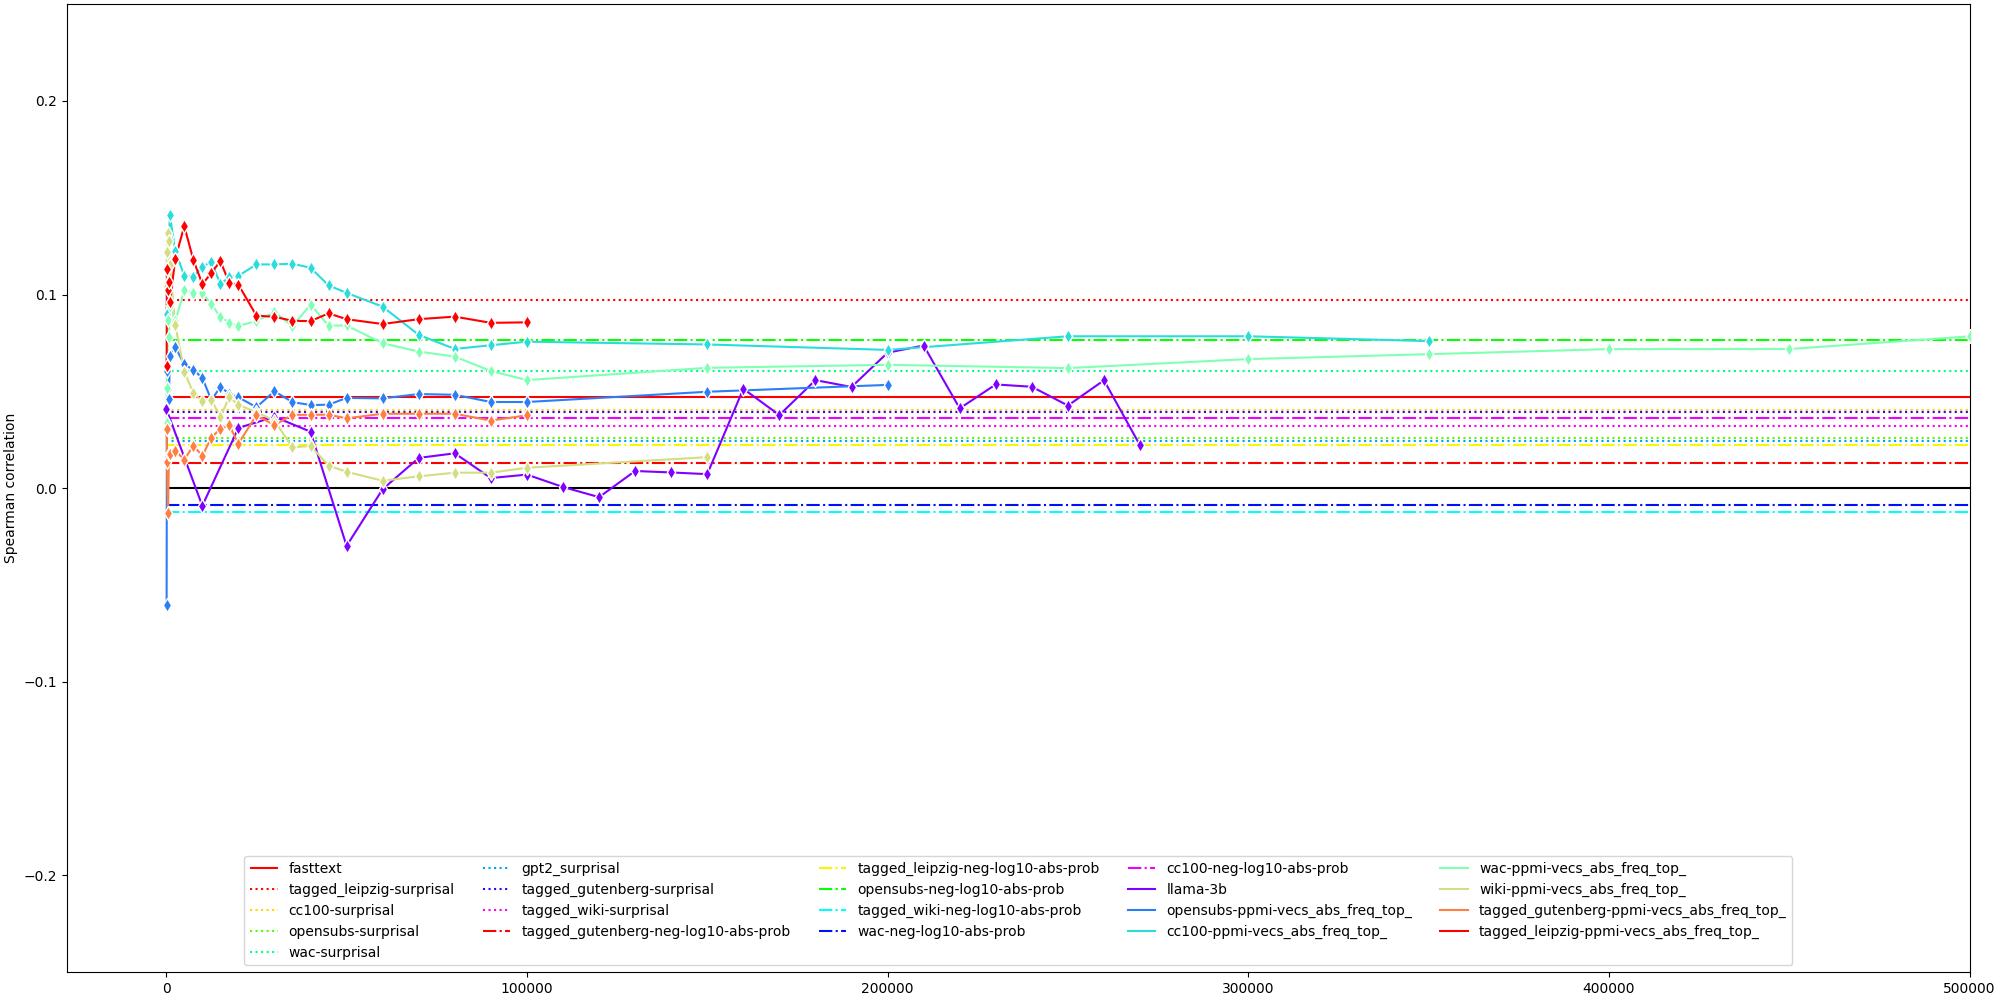 Spearman correlation
0.2
0.1
0.0
−0.1
−0.2
0
100000
200000
300000
400000
500000
fasttext
tagged_leipzig-surprisal
cc100-surprisal
opensubs-surprisal
wac-surprisal
gpt2_surprisal
tagged_gutenberg-surprisal
tagged_wiki-surprisal
tagged_gutenberg-neg-log10-abs-prob
tagged_leipzig-neg-log10-abs-prob
opensubs-neg-log10-abs-prob
tagged_wiki-neg-log10-abs-prob
wac-neg-log10-abs-prob
cc100-neg-log10-abs-prob
llama-3b
opensubs-ppmi-vecs_abs_freq_top_
cc100-ppmi-vecs_abs_freq_top_
wac-ppmi-vecs_abs_freq_top_
wiki-ppmi-vecs_abs_freq_top_
tagged_gutenberg-ppmi-vecs_abs_freq_top_
tagged_leipzig-ppmi-vecs_abs_freq_top_